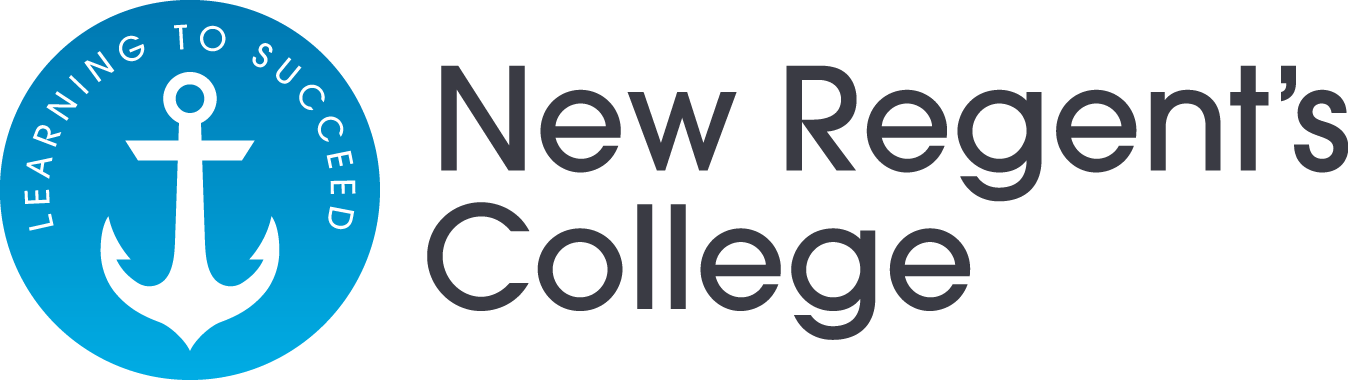 LEARNING TO SUCCEED
New Regent’s
College